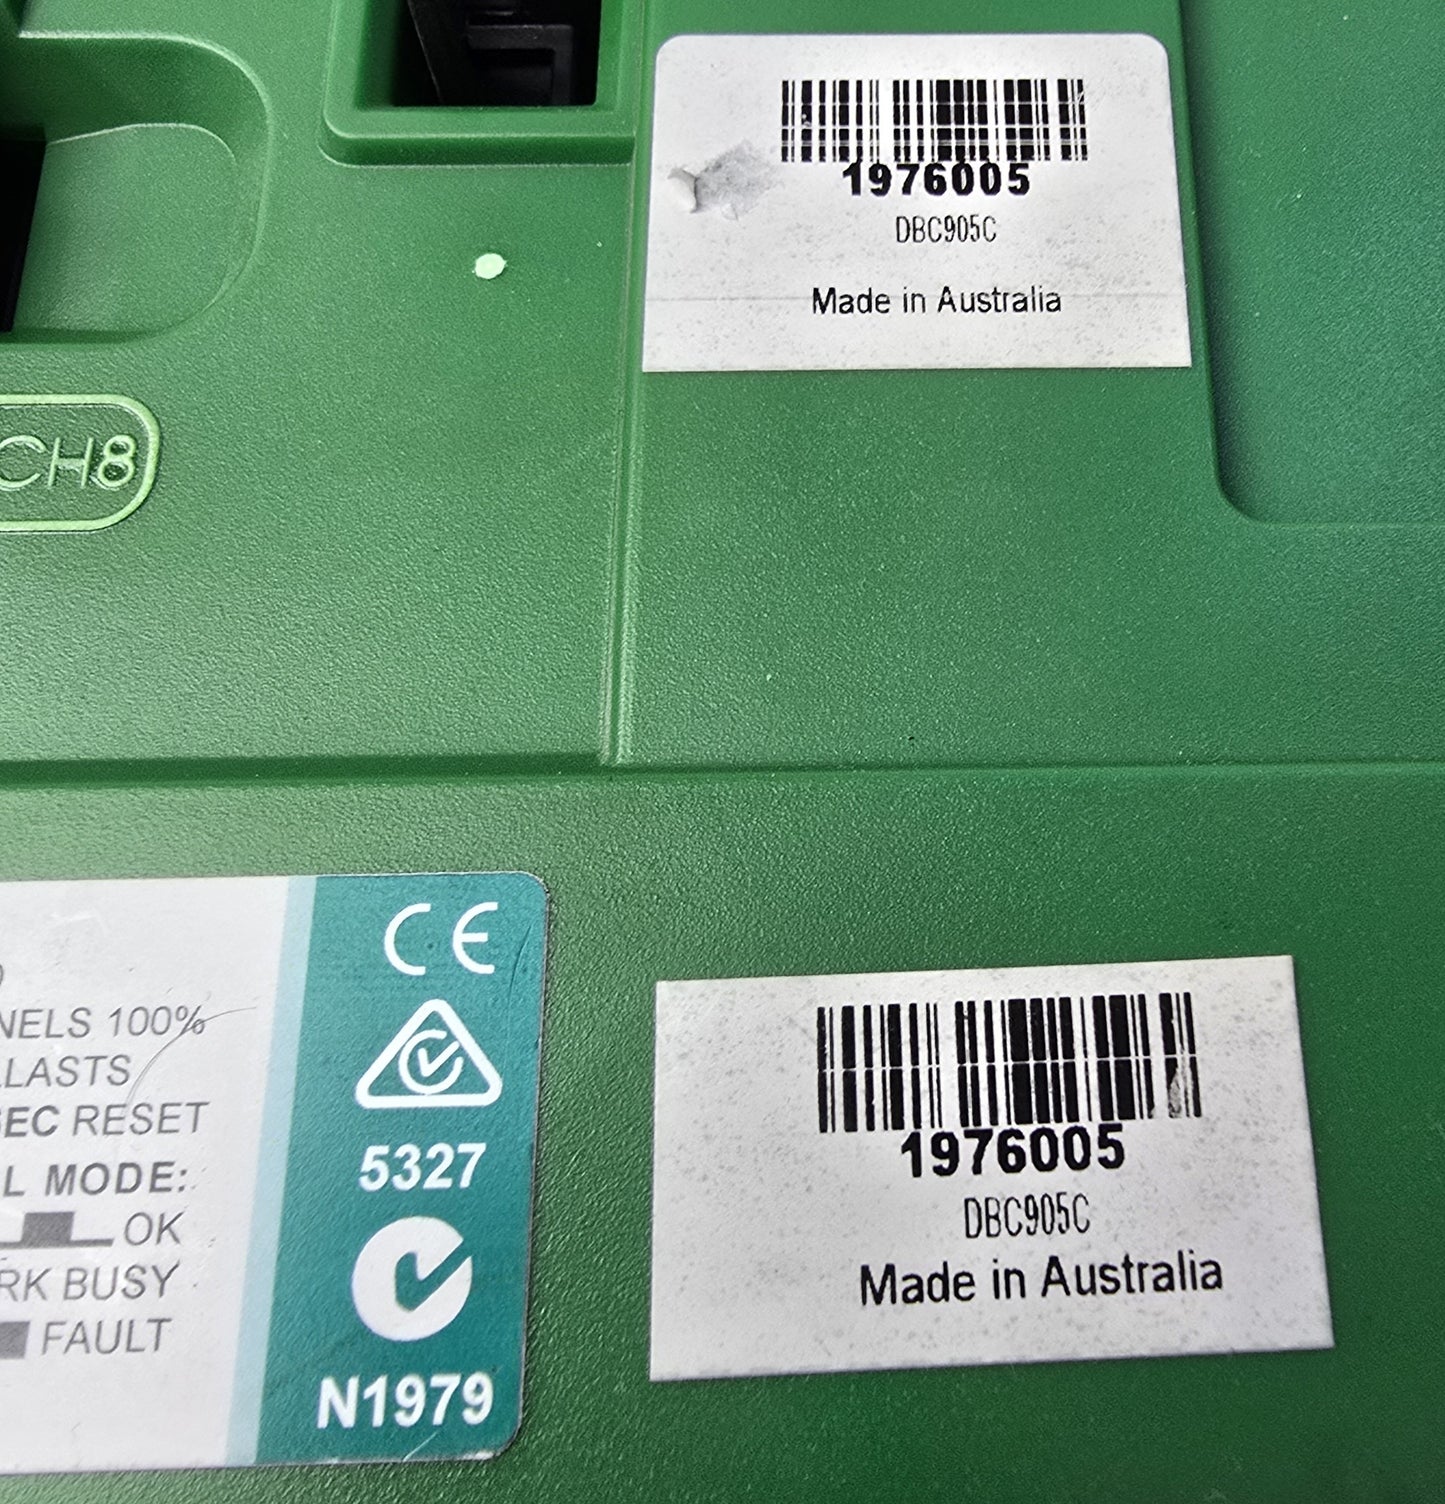 1976005
DBC905C
Made in Australia
CH8
CE
NELS 100%
LASTS
SEC RESET
5327
L MODE:
OK
RK BUSY
FAULT
N1979
1976005
DBC905C
Made in Australia